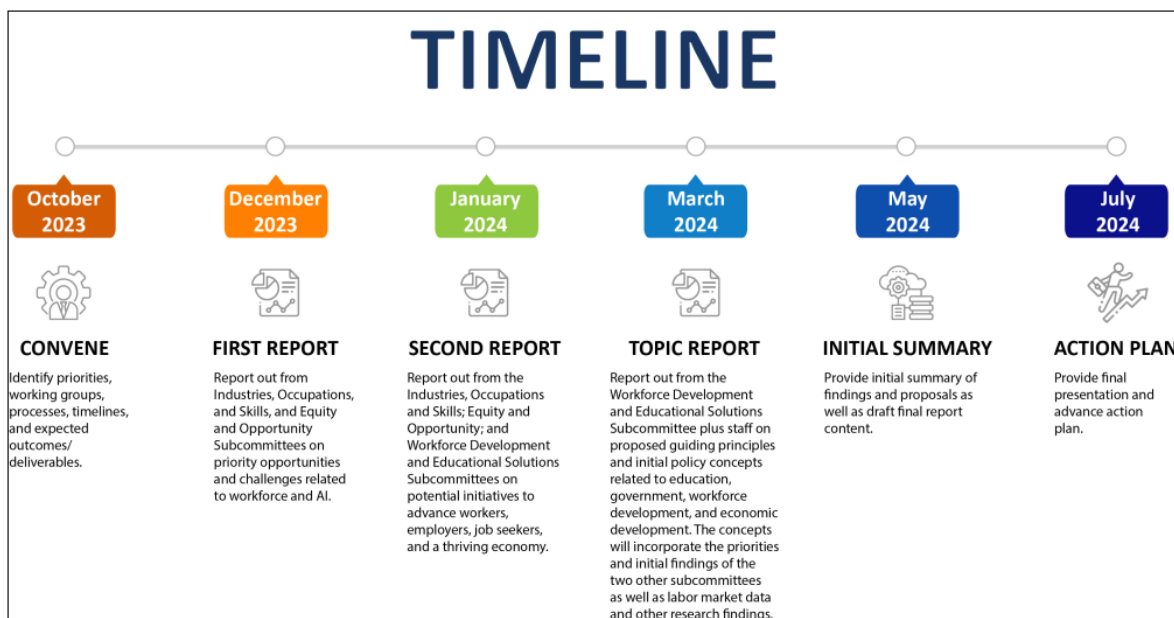 TIMELINE
October
2023
December
2023
January
2024
March
2024
May
2024
July
2024
CONVENE
Identify priorities,
working groups,
processes, timelines,
and expected
outcomes/
deliverables.
FIRST REPORT
Report out from
Industries, Occupations,
and Skills, and Equity
and Opportunity
Subcommittees on
priority opportunities
and challenges related
to workforce and AI.
SECOND REPORT
Report out from the
Industries, Occupations
and Skills; Equity and
Opportunity; and
Workforce Development
and Educational Solutions
Subcommittees on
potential initiatives to
advance workers,
employers, job seekers,
and a thriving economy.
TOPIC REPORT
Report out from the
Workforce Development
and Educational Solutions
Subcommittee plus staff on
proposed guiding principles
and initial policy concepts
related to education,
government, workforce
development, and economic
development. The concepts
will incorporate the priorities
and initial findings of the
two other subcommittees
as well as labor market data
and other research findings.
INITIAL SUMMARY
Provide initial summary of
findings and proposals as
well as draft final report
content.
ACTION PLAN
Provide final
presentation and
advance action
plan.